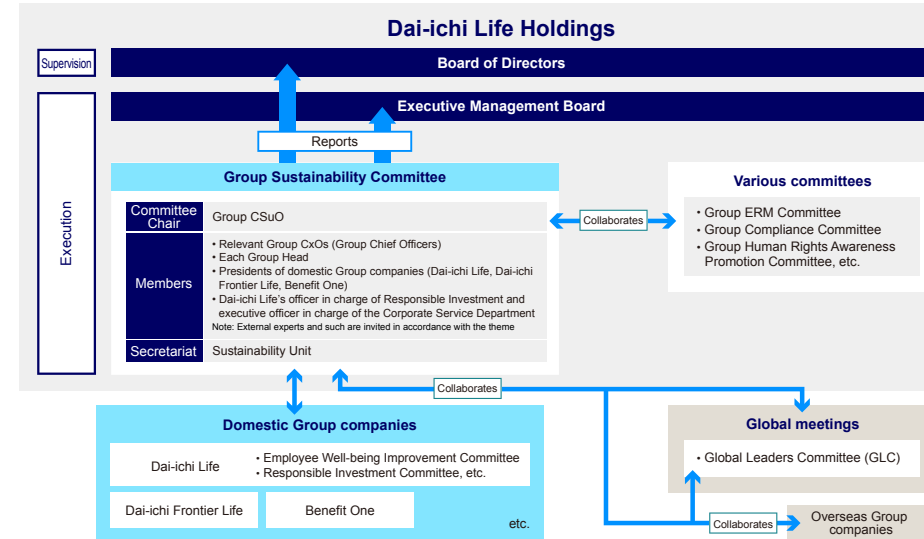 Dai-ichi Life Holdings
Supervision
Board of Directors
Execution
Executive Management Board
Reports
Group Sustainability Committee
Committee
Chair
Group CSuO
Members
• Relevant Group CxOs (Group Chief Officers)
• Each Group Head
• Presidents of domestic Group companies (Dai-ichi Life, Dai-ichi
Frontier Life, Benefit One)
• Dai-ichi Life's officer in charge of Responsible Investment and
executive officer in charge of the Corporate Service Department
Note: External experts and such are invited in accordance with the theme
Secretariat
Sustainability Unit
Collaborates
Various committees
• Group ERM Committee
• Group Compliance Committee
• Group Human Rights Awareness
Promotion Committee, etc.
Collaborates
Domestic Group companies
Dai-ichi Life
• Employee Well-being Improvement Committee
• Responsible Investment Committee, etc.
Dai-ichi Frontier Life
Benefit One
etc.
Global meetings
• Global Leaders Committee (GLC)
Collaborates
Overseas Group
companies